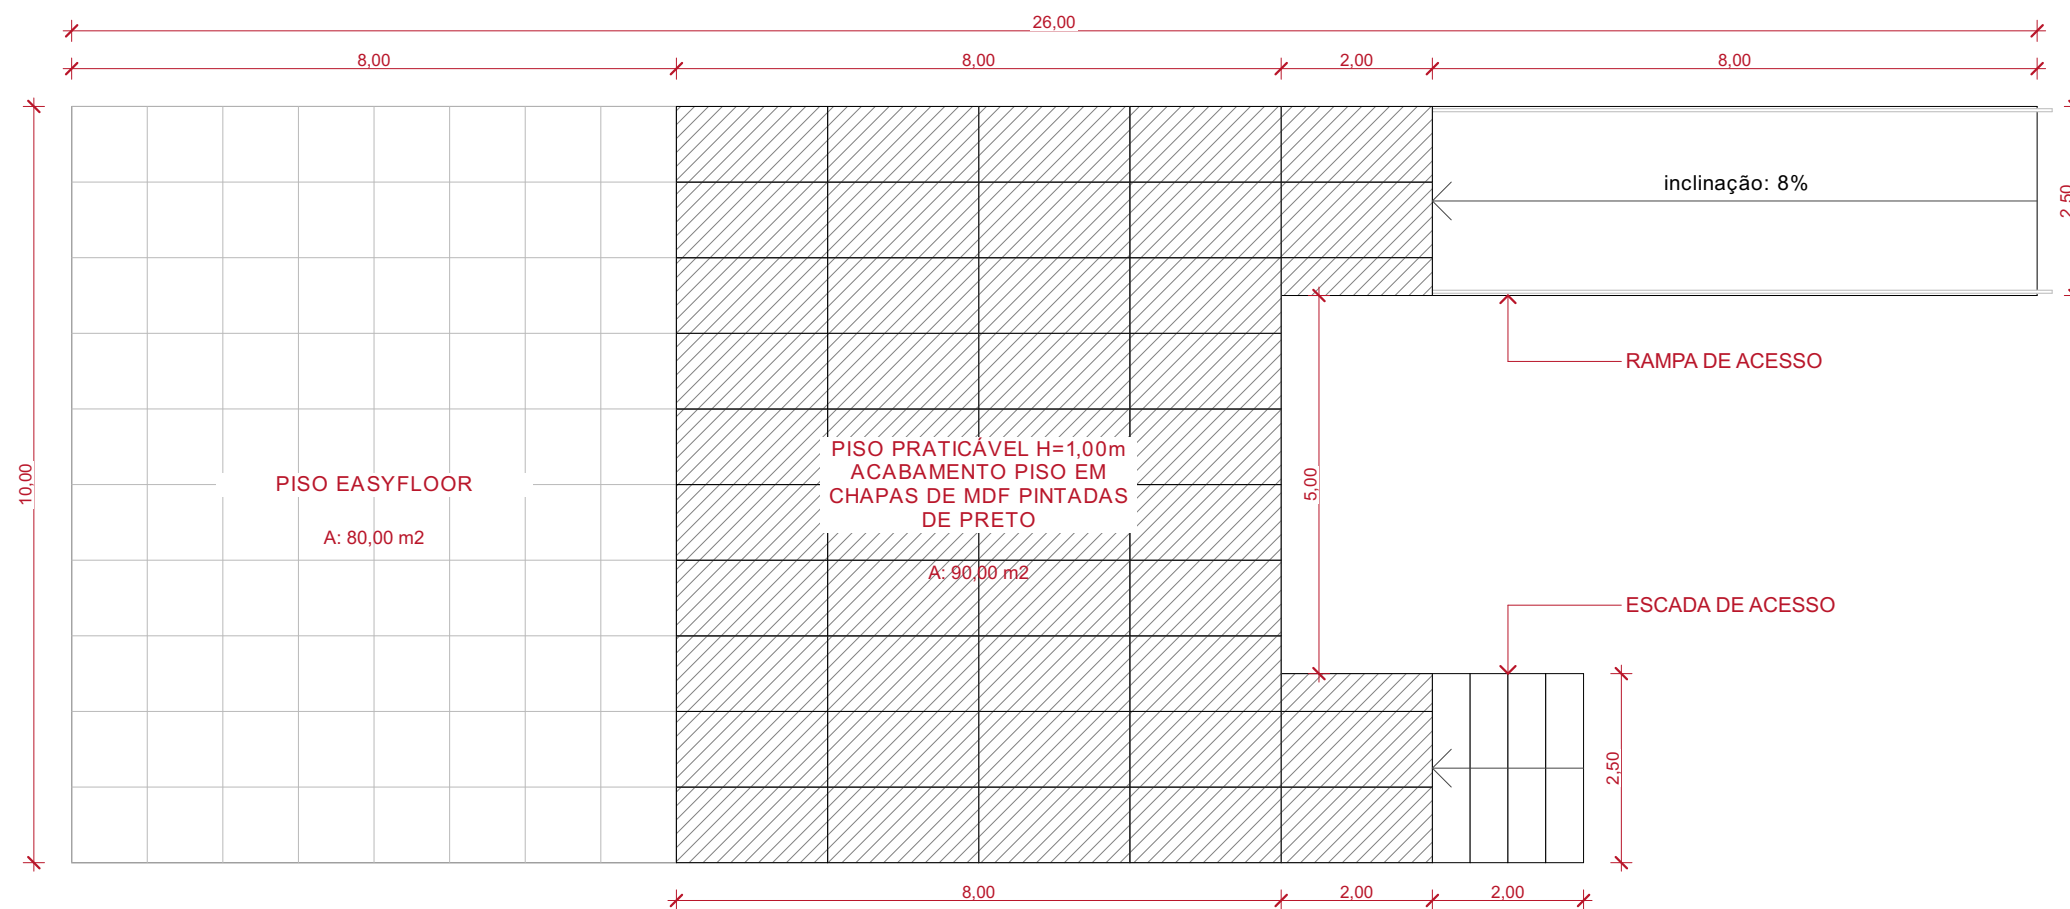 26,00
8,00
8,00
2,00
8,00
inclinação: 8%
2,50
RAMPA DE ACESSO
PISO PRATICÁVEL H=1,00m
ACABAMENTO PISO EM
CHAPAS DE MDF PINTADAS
DE PRETO
A: 90,00 m2
10,00
PISO EASYFLOOR
A: 80,00 m2
5,00
ESCADA DE ACESSO
2,50
8,00
2,00
2,00